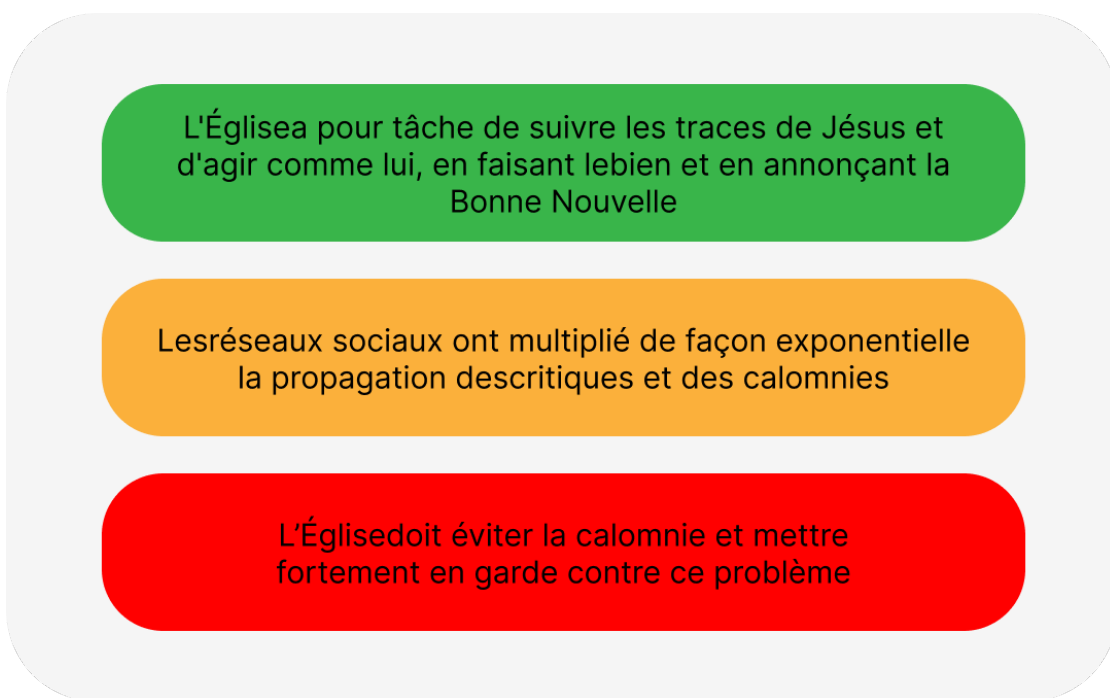 L'Églisea pour tâche de suivre les traces de Jésus et
d'agir comme lui, en faisant lebien et en annonçant la
Bonne Nouvelle
Lesréseaux sociaux ont multiplié de façon exponentielle
la propagation descritiques et des calomnies
L’Églisedoit éviter la calomnie et mettre
fortement en garde contre ce problème